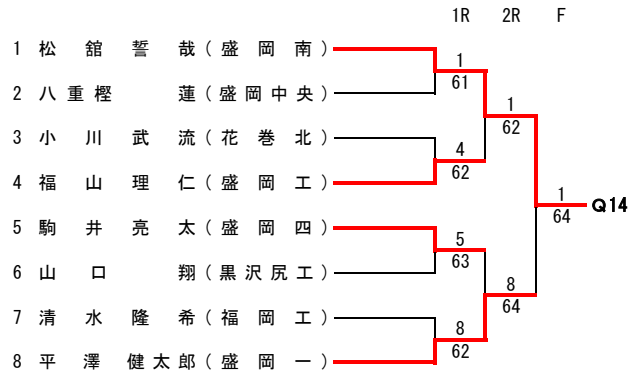 1R 2R F
1 松舘誓哉(盛岡南)
1
61
2 八重樫蓮(盛岡中央)
1
62
3 小川武流(花巻北)
4
62
4 福山理仁(盛岡工)
1
64 Q14
5 駒井亮太(盛岡四)
5
63
6 山口翔(黒沢尻工)
8
64
7 清水隆希(福岡工)
8
62
8 平澤健太郎(盛岡一)